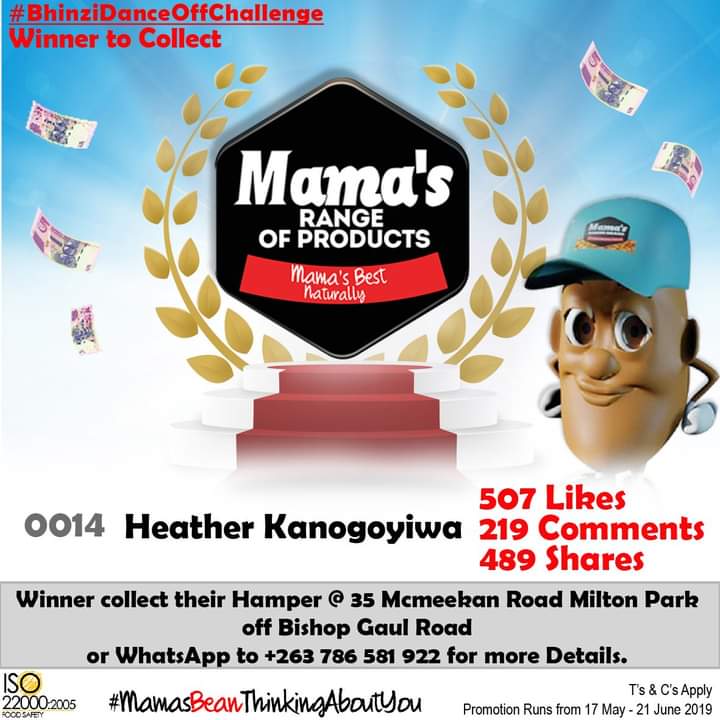 #BhinziDanceOffChallenge
Winner to Collect
Mama's
RANGE
OF PRODUCTS
Mama's Best
Naturally
Mama's
0014 Heather Kanogoyiwa
507 Likes
219 Comments
489 Shares
Winner collect their Hamper @ 35 Mcmeekan Road Milton Park
off Bishop Gaul Road
or WhatsApp to +263 786 581 922 for more Details.
ISO
22000:2005
FOOD SAFETY
#MamasBeanThinkingAboutYou
T's & C's Apply
Promotion Runs from 17 May - 21 June 2019